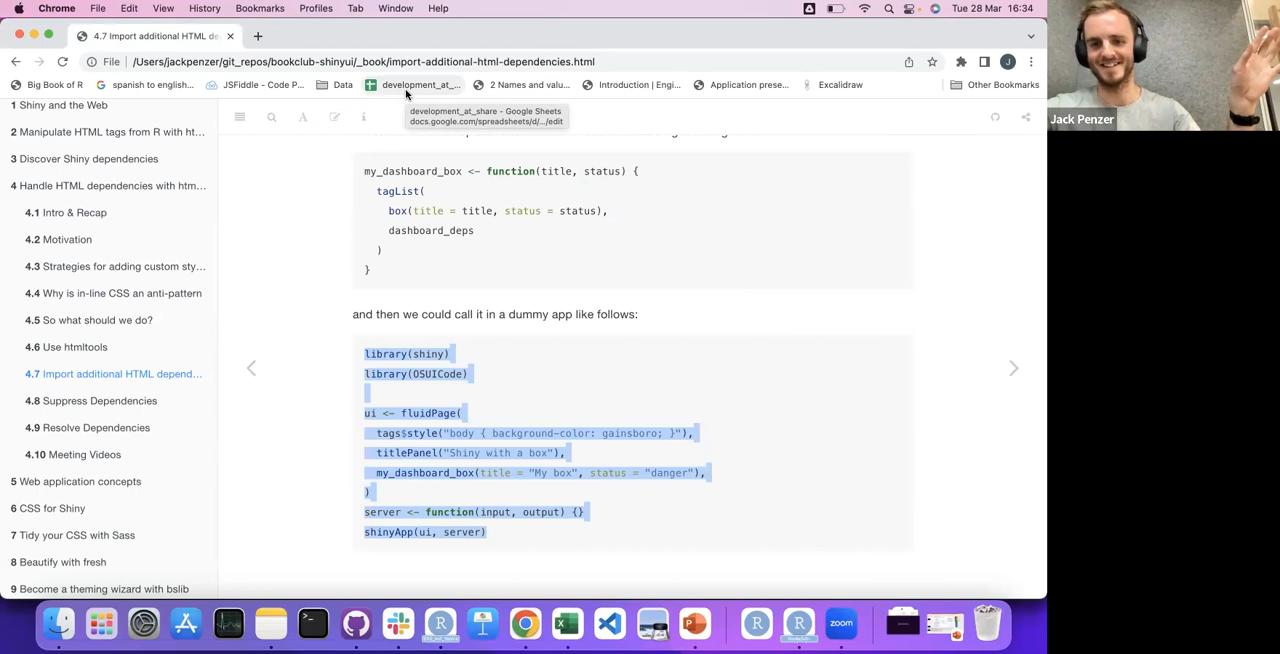 Chrome File Edit View History Bookmarks Profiles Tab Window Help Tue 28 Mar 16:34
4.7 Import additional HTML de
File /Users/jackpenzer/git_repos/bookclub-shinyui/_book/import-additional-html-dependencies.html
Big Book of R spanish to english... JSFiddle - Code P... Data development_at_... 2 Names and valu... Introduction | Engi... Application prese... Excalidraw Other Bookmarks
development_at_share - Google Sheets
docs.google.com/spreadsheets/d/.../edit
Jack Penzer
1 Shiny and the Web
2 Manipulate HTML tags from R with ht...
3 Discover Shiny dependencies
4 Handle HTML dependencies with htm...
4.1 Intro & Recap
4.2 Motivation
4.3 Strategies for adding custom sty...
4.4 Why is in-line CSS an anti-pattern
4.5 So what should we do?
4.6 Use htmltools
4.7 Import additional HTML depend...
4.8 Suppress Dependencies
4.9 Resolve Dependencies
4.10 Meeting Videos
5 Web application concepts
6 CSS for Shiny
7 Tidy your CSS with Sass
8 Beautify with fresh
9 Become a theming wizard with bslib
my_dashboard_box <- function(title, status) {
tagList(
box(title = title, status = status),
dashboard_deps
)
}
and then we could call it in a dummy app like follows:
library(shiny)
library(OSUICode)
ui <- fluidPage(
tags$style("body { background-color: gainsboro; }"),
titlePanel("Shiny with a box"),
my_dashboard_box(title = "My box", status = "danger"),
)
server <- function(input, output) {}
shinyApp(ui, server)
zoom